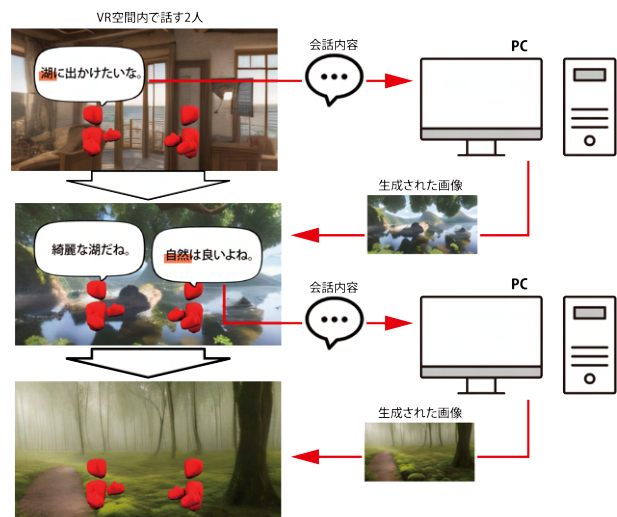 VR空間内で話す2人
湖に出かけたいな。
会話内容
PC
生成された画像
綺麗な湖だね。
自然は良いよね。
会話内容
PC
生成された画像